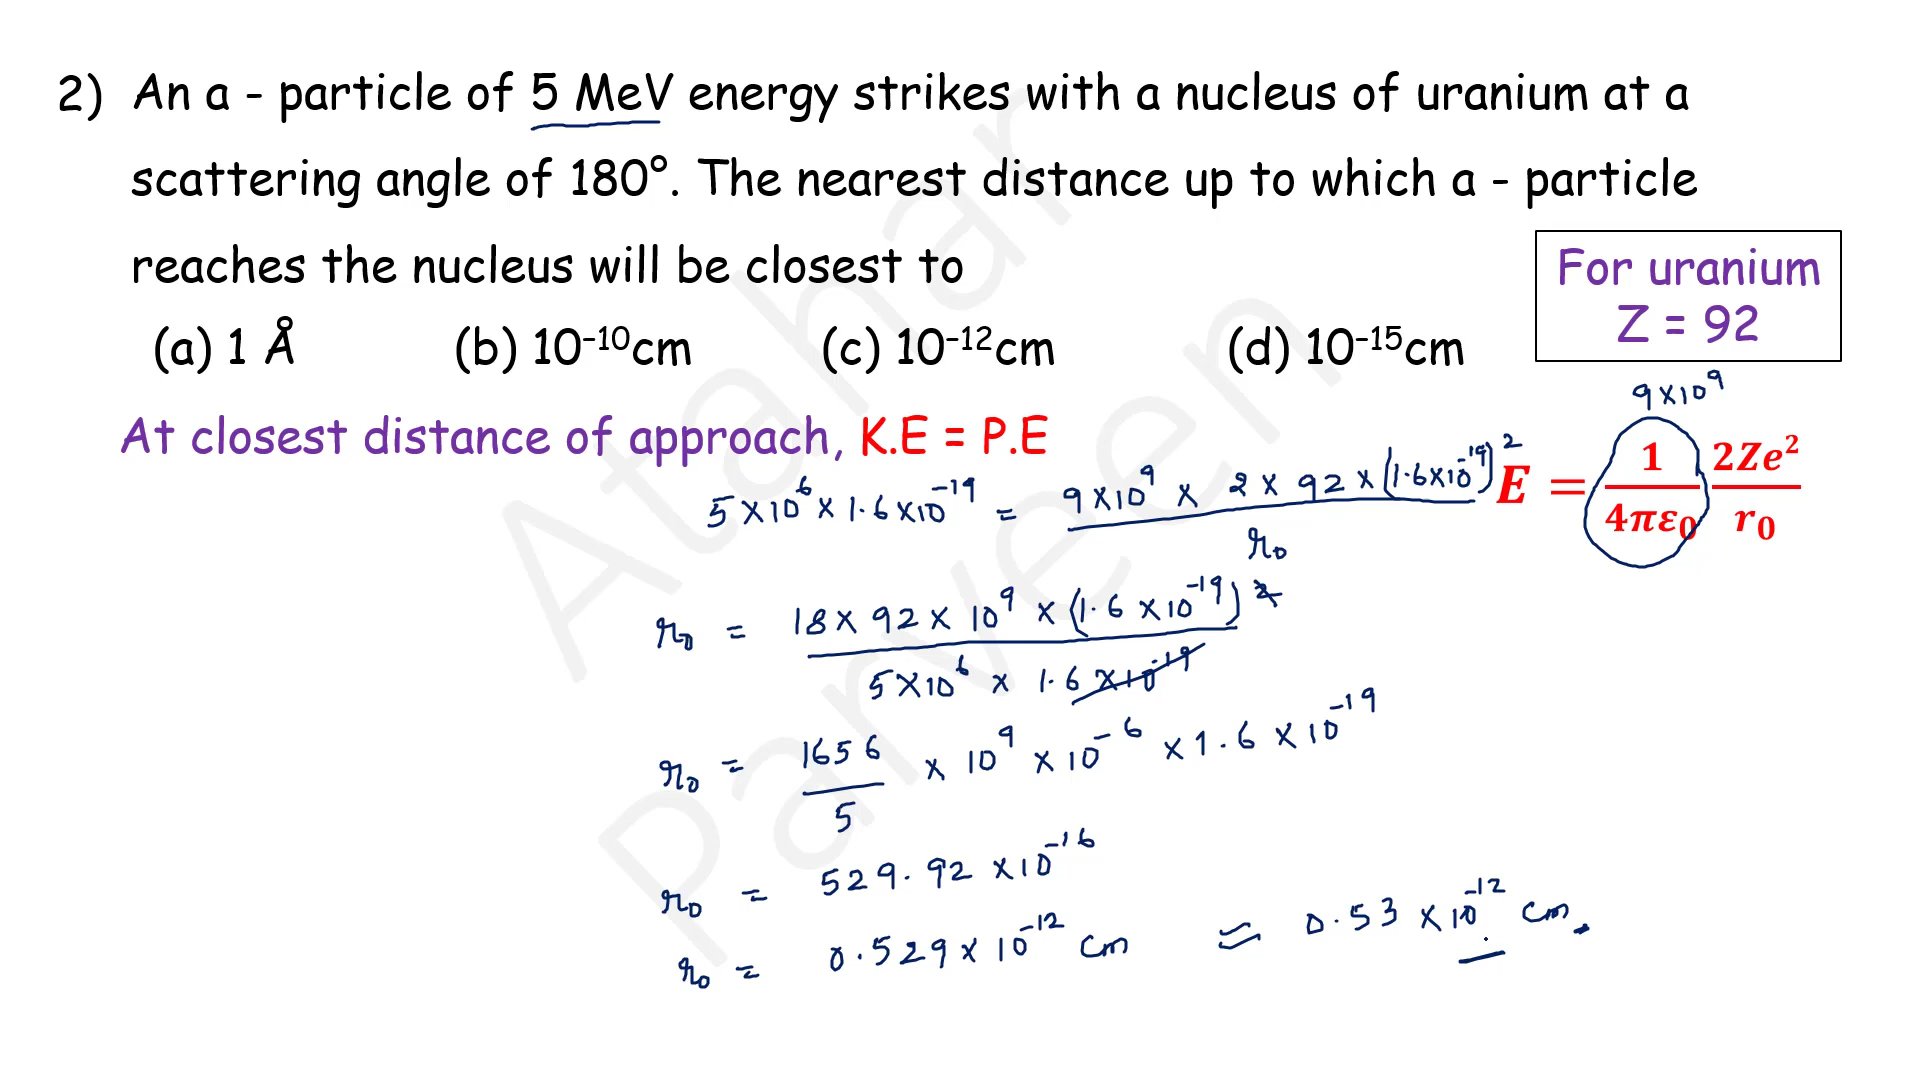 2) An a - particle of 5 MeV energy strikes with a nucleus of uranium at a
scattering angle of 180°. The nearest distance up to which a - particle
reaches the nucleus will be closest to
(a) 1 Å (b) 10⁻¹⁰cm (c) 10⁻¹²cm (d) 10⁻¹⁵cm
For uranium
Z = 92
At closest distance of approach, K.E = P.E
9×10⁹
E = 1/4πε₀ 2Ze²/r₀
5×10⁶×1.6×10⁻¹⁹ = 9×10⁹ × 2 × 92 × (1.6×10⁻¹⁹)² / r₀
r₀ = 18 × 92 × 10⁹ × (1.6 × 10⁻¹⁹)² / 5×10⁶ × 1.6 ×10⁻¹⁹
r₀ = 1656/5 × 10⁹ × 10⁻⁶ × 1.6 × 10⁻¹⁹
r₀ = 529.92 × 10⁻¹⁶
r₀ = 0.529 × 10⁻¹² cm ≈ 0.53 × 10⁻¹² cm.
Atahar
Parveen